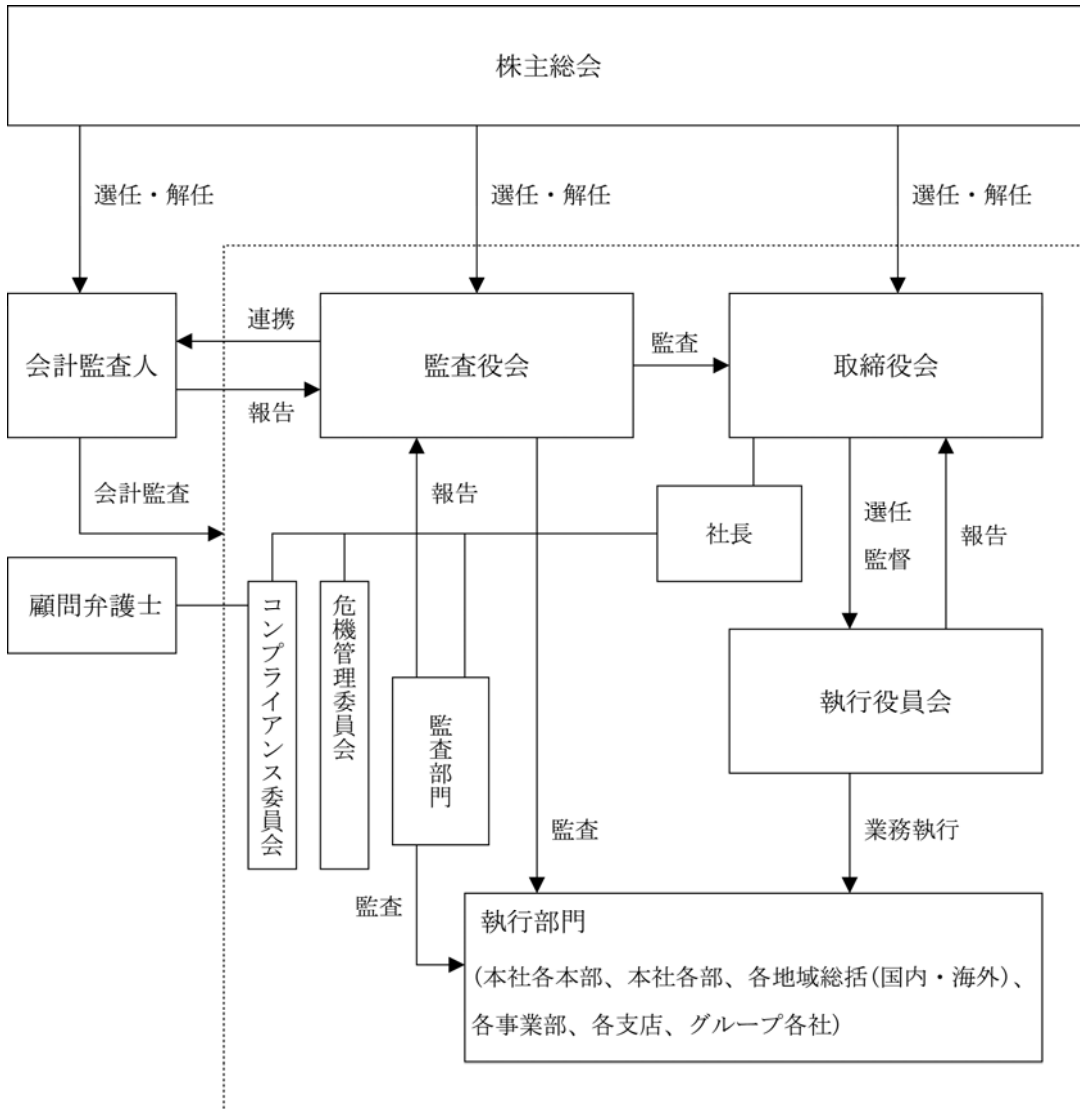 株主総会
選任・解任
選任・解任
選任・解任
会計監査人
連携
報告
監査役会
監査
取締役会
会計監査
報告
社長
選任
監督
報告
顧問弁護士
コンプライアンス委員会
危機管理委員会
監査部門
執行役員会
監査
監査
業務執行
執行部門
(本社各本部、本社各部、各地域総括(国内・海外)、
各事業部、各支店、グループ各社)